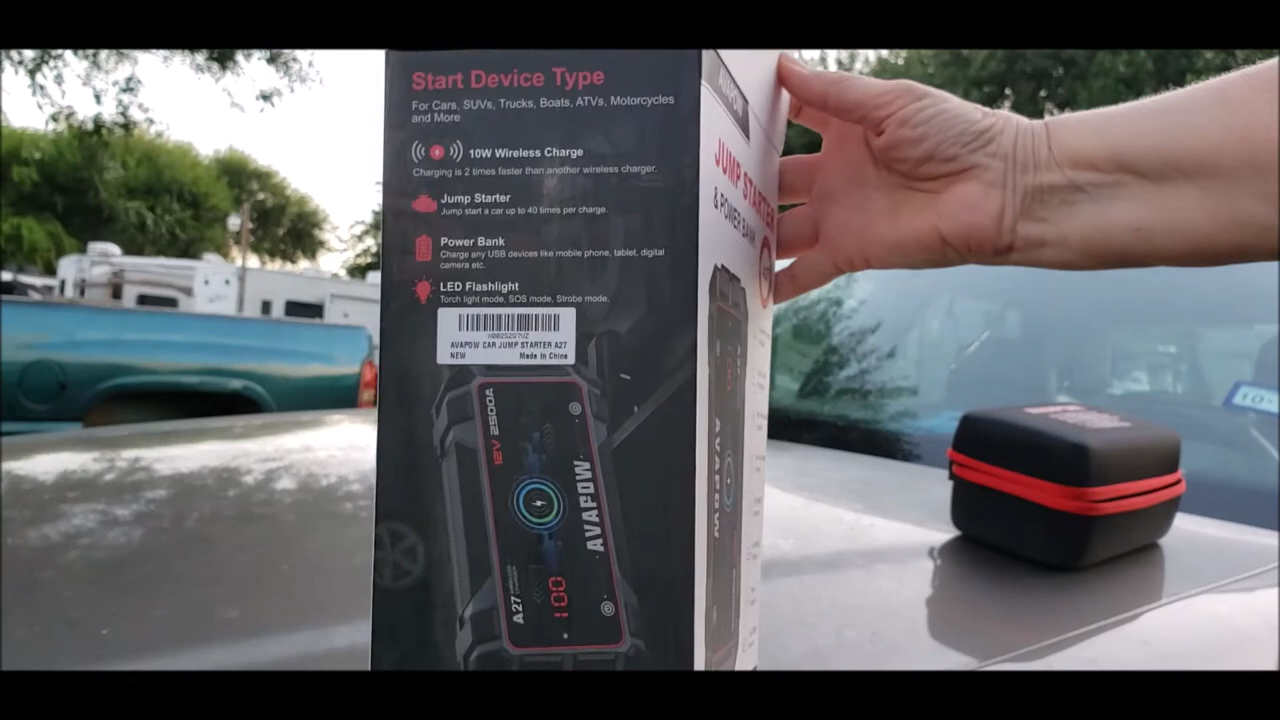 Start Device Type
For Cars, SUVs, Trucks, Boats, ATVs, Motorcycles
and More
10W Wireless Charge
Charging is 2 times faster than another wireless charger.
Jump Starter
Jump start a car up to 40 times per charge.
Power Bank
Charge any USB devices like mobile phone, tablet, digital
camera etc.
LED Flashlight
Torch light mode, SOS mode, Strobe mode.
AVAPOW CAR JUMP STARTER A27
NEW Made In China
12V 2500A
AVAPOW
A27
100
AVAPOW
JUMP STARTER
& POWER BANK
AVAPOW